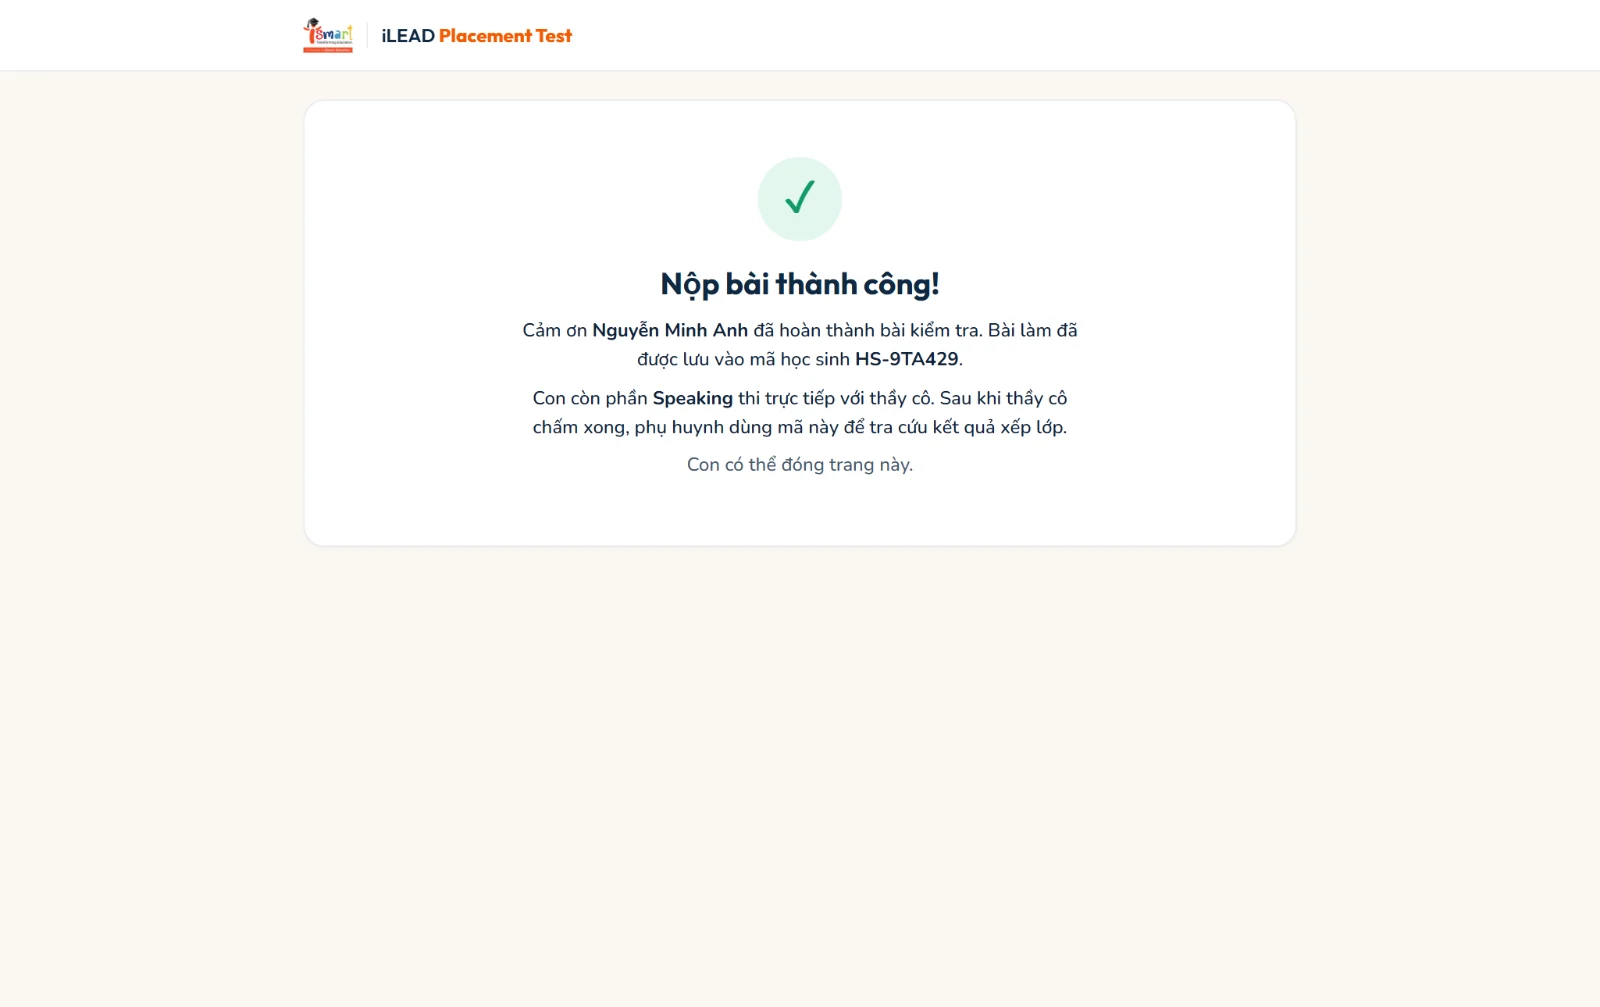 iSmart
iLEAD Placement Test
✓
Nộp bài thành công!
Cảm ơn Nguyễn Minh Anh đã hoàn thành bài kiểm tra. Bài làm đã
được lưu vào mã học sinh HS-9TA429.
Con còn phần Speaking thi trực tiếp với thầy cô. Sau khi thầy cô
chấm xong, phụ huynh dùng mã này để tra cứu kết quả xếp lớp.
Con có thể đóng trang này.